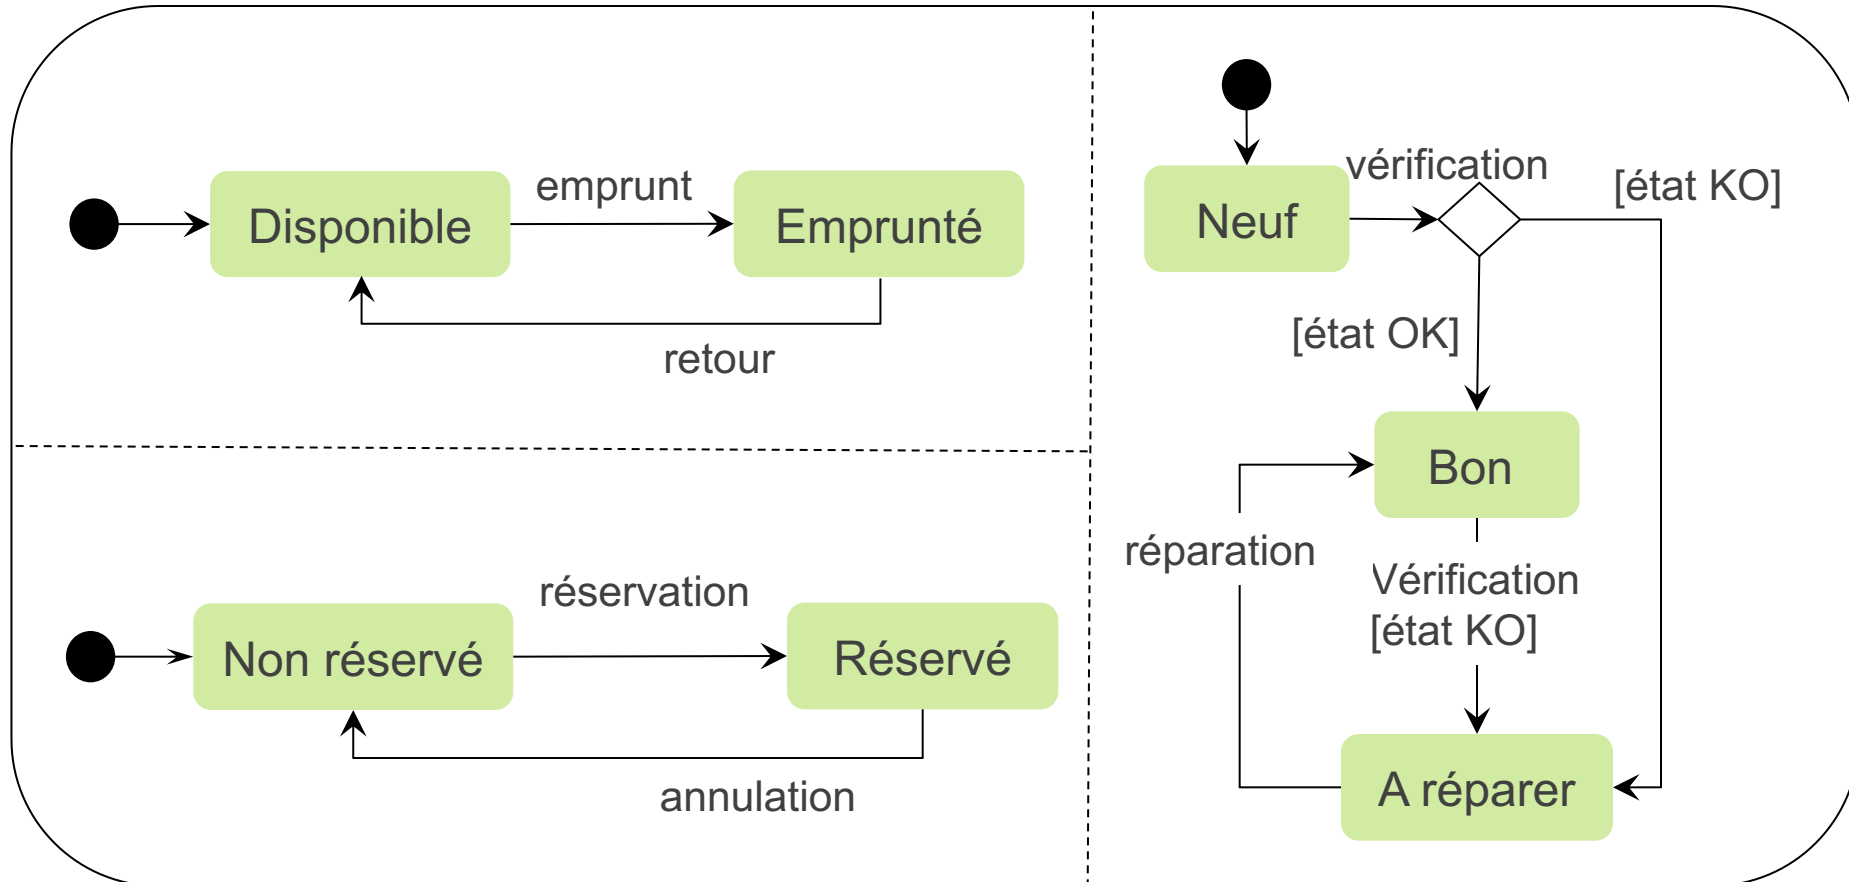 emprunt
Disponible
Emprunté
retour
réservation
Non réservé
Réservé
annulation
vérification
[état KO]
Neuf
[état OK]
Bon
réparation
Vérification
[état KO]
A réparer